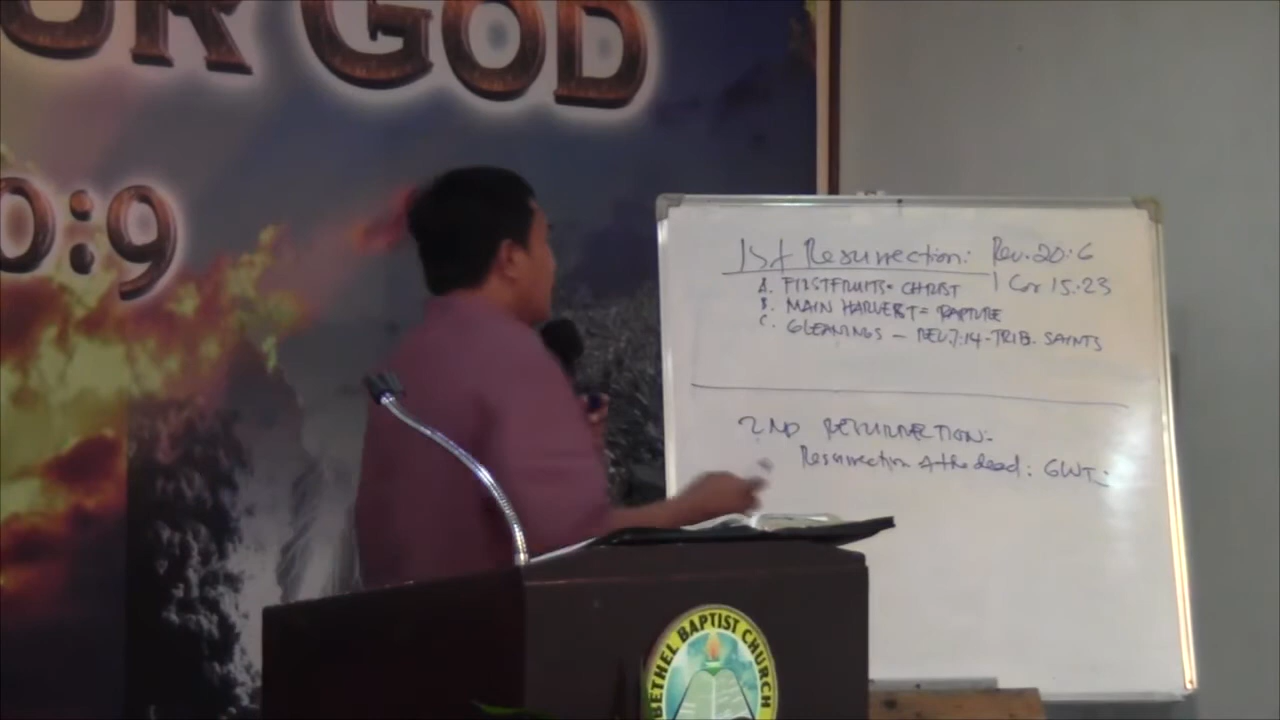 OR GOD
0:9
1st Resurrection: Rev. 20:6
A. FIRSTFRUITS = CHRIST 1 Cor 15:23
B. MAIN HARVEST = RAPTURE
C. GLEANINGS - REV. 7:14 - TRIB. SAINTS
2ND RESURRECTION:
Resurrection of the dead: GWT
BETHEL BAPTIST CHURCH